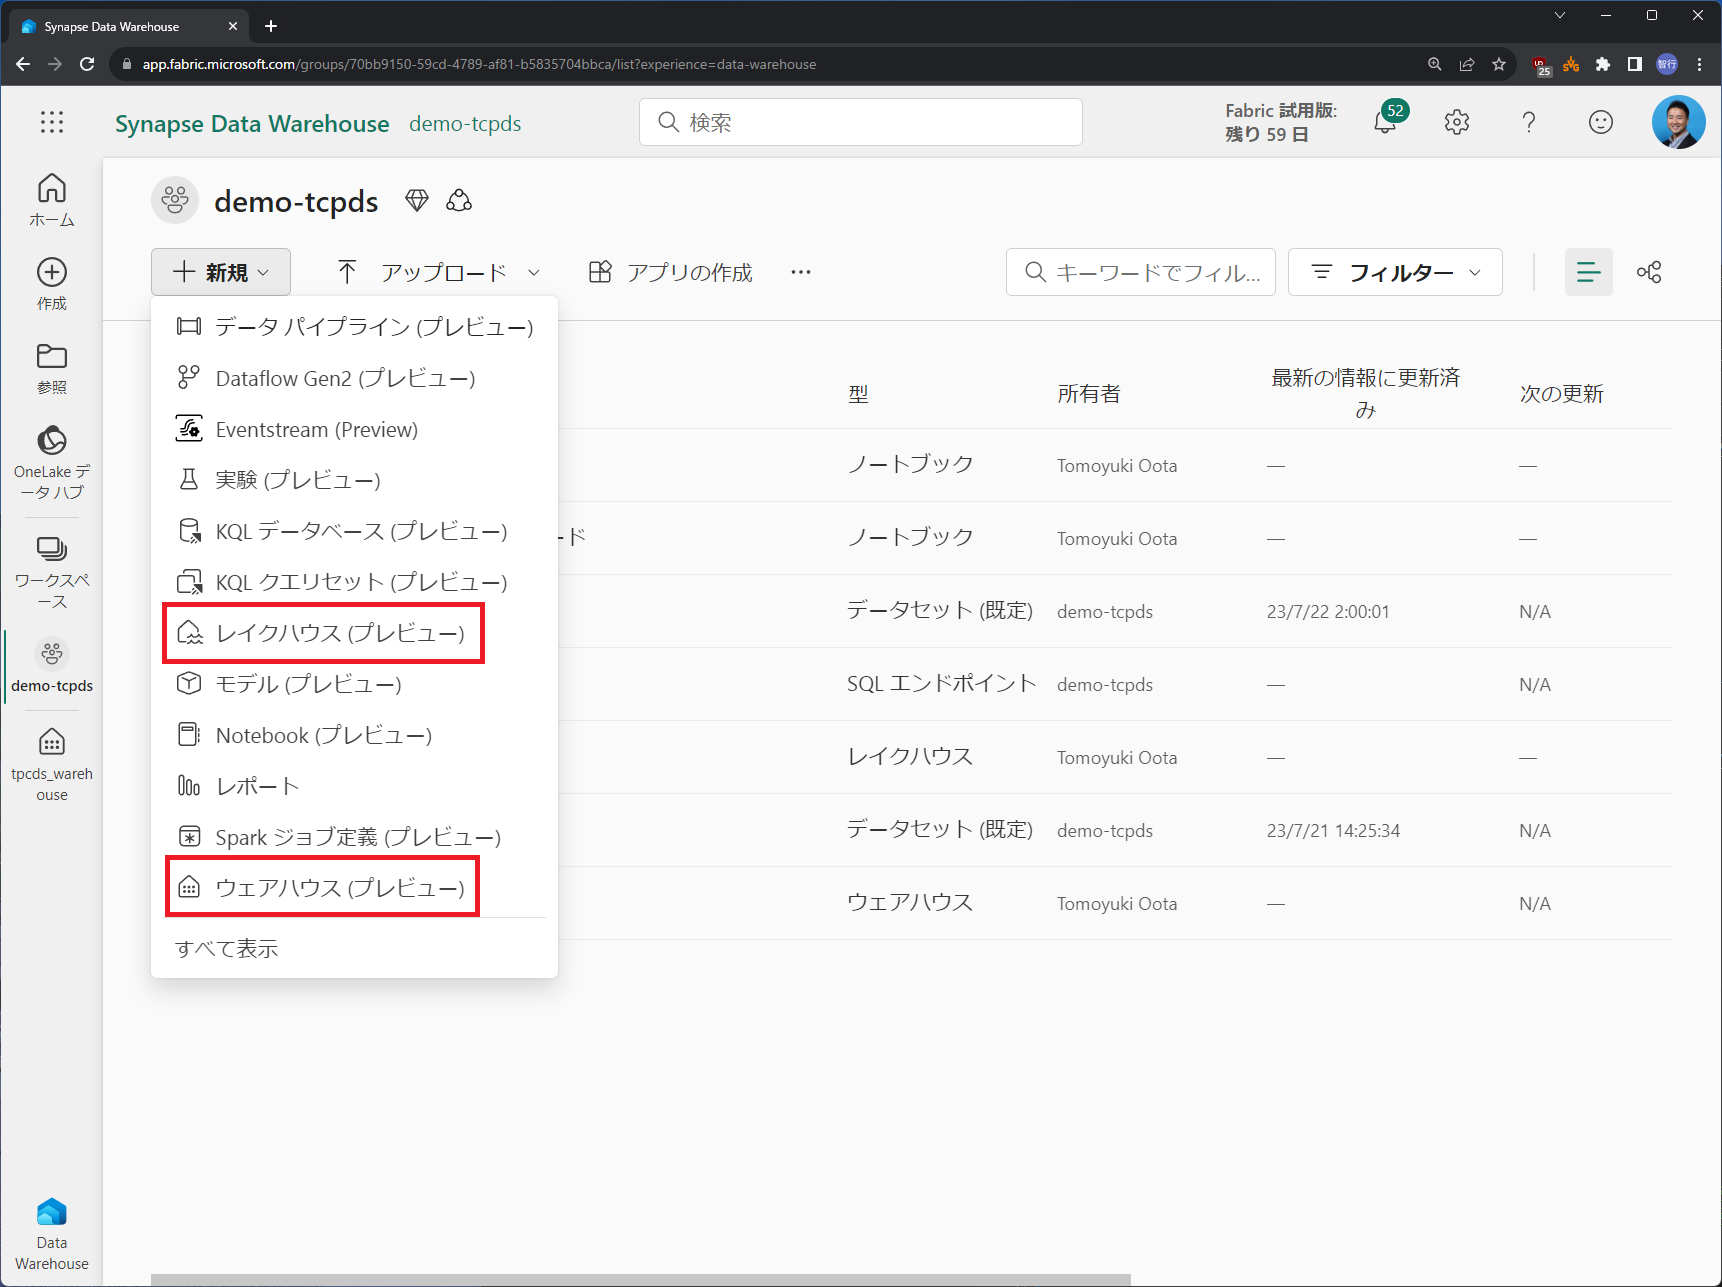 Synapse Data Warehouse
app.fabric.microsoft.com/groups/70bb9150-59cd-4789-af81-b5835704bbca/list?experience=data-warehouse
25
智行
Synapse Data Warehouse demo-tcpds
検索
Fabric 試用版:
残り 59 日
52
ホーム
作成
参照
OneLake デ
ータ ハブ
ワークスペ
ース
demo-tcpds
tpcds_wareh
ouse
Data
Warehouse
demo-tcpds
新規
アップロード
アプリの作成
キーワードでフィル...
フィルター
データ パイプライン (プレビュー)
Dataflow Gen2 (プレビュー)
Eventstream (Preview)
実験 (プレビュー)
KQL データベース (プレビュー)
KQL クエリセット (プレビュー)
レイクハウス (プレビュー)
モデル (プレビュー)
Notebook (プレビュー)
レポート
Spark ジョブ定義 (プレビュー)
ウェアハウス (プレビュー)
すべて表示
型 所有者 最新の情報に更新済
み 次の更新
ノートブック Tomoyuki Oota — —
ード ノートブック Tomoyuki Oota — —
データセット (既定) demo-tcpds 23/7/22 2:00:01 N/A
SQL エンドポイント demo-tcpds — N/A
レイクハウス Tomoyuki Oota — —
データセット (既定) demo-tcpds 23/7/21 14:25:34 N/A
ウェアハウス Tomoyuki Oota — N/A